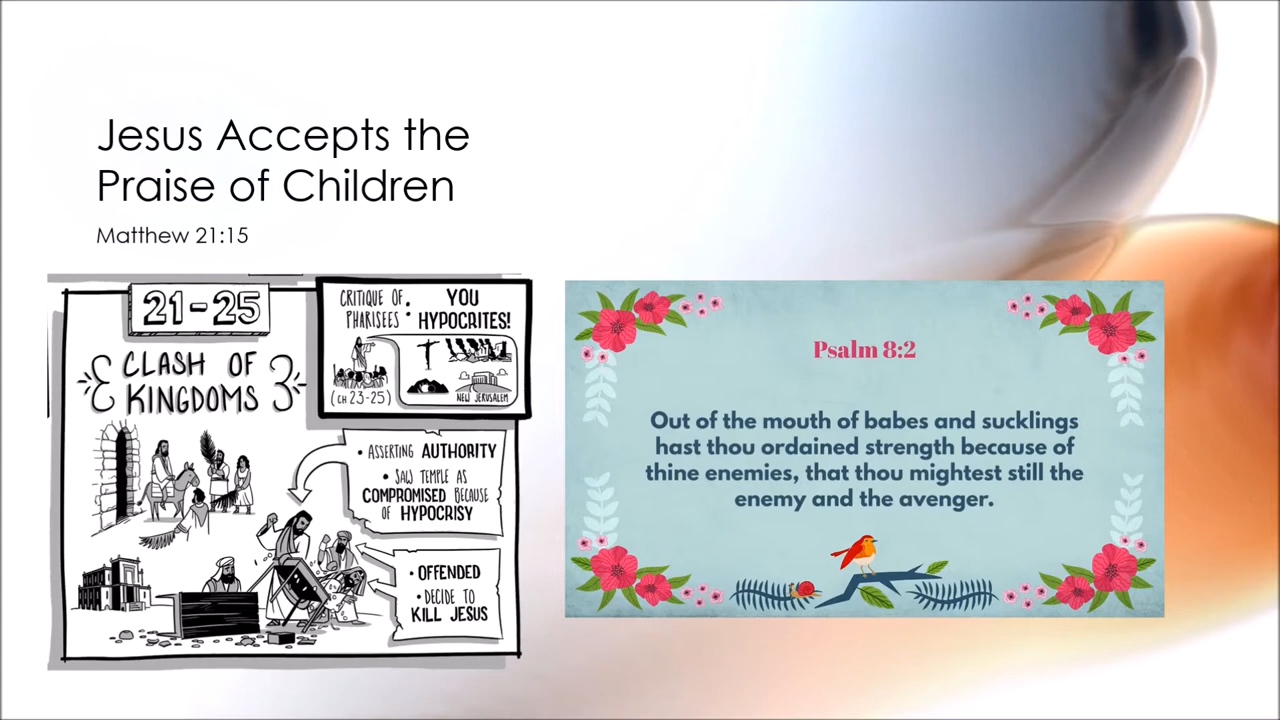 Jesus Accepts the
Praise of Children
Matthew 21:15
21-25
CLASH OF
KINGDOMS
CRITIQUE OF
PHARISEES:
YOU
HYPOCRITES!
(CH 23-25)
NEW JERUSALEM
• ASSERTING AUTHORITY
• SAW TEMPLE AS
COMPROMISED BECAUSE
OF HYPOCRISY
• OFFENDED
• DECIDE TO
KILL JESUS
Psalm 8:2
Out of the mouth of babes and sucklings
hast thou ordained strength because of
thine enemies, that thou mightest still the
enemy and the avenger.